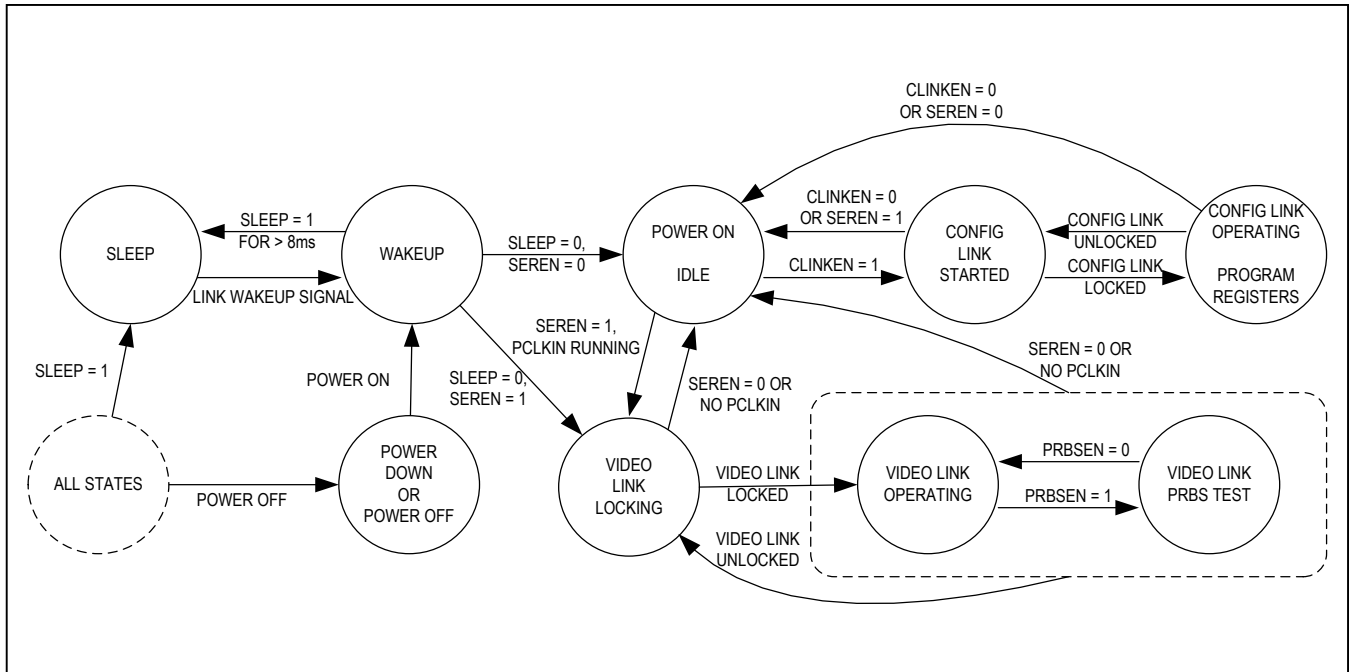 CLINKEN = 0
OR SEREN = 0
SLEEP = 1
FOR > 8ms
SLEEP
LINK WAKEUP SIGNAL
WAKEUP
SLEEP = 0,
SEREN = 0
POWER ON
IDLE
CLINKEN = 0
OR SEREN = 1
CLINKEN = 1
CONFIG
LINK
STARTED
CONFIG LINK
UNLOCKED
CONFIG LINK
LOCKED
CONFIG LINK
OPERATING
PROGRAM
REGISTERS
SLEEP = 1
POWER ON
SLEEP = 0,
SEREN = 1
SEREN = 1,
PCLKIN RUNNING
SEREN = 0 OR
NO PCLKIN
SEREN = 0 OR
NO PCLKIN
ALL STATES
POWER OFF
POWER
DOWN
OR
POWER OFF
VIDEO
LINK
LOCKING
VIDEO LINK
LOCKED
VIDEO LINK
UNLOCKED
VIDEO LINK
OPERATING
PRBSEN = 0
PRBSEN = 1
VIDEO LINK
PRBS TEST